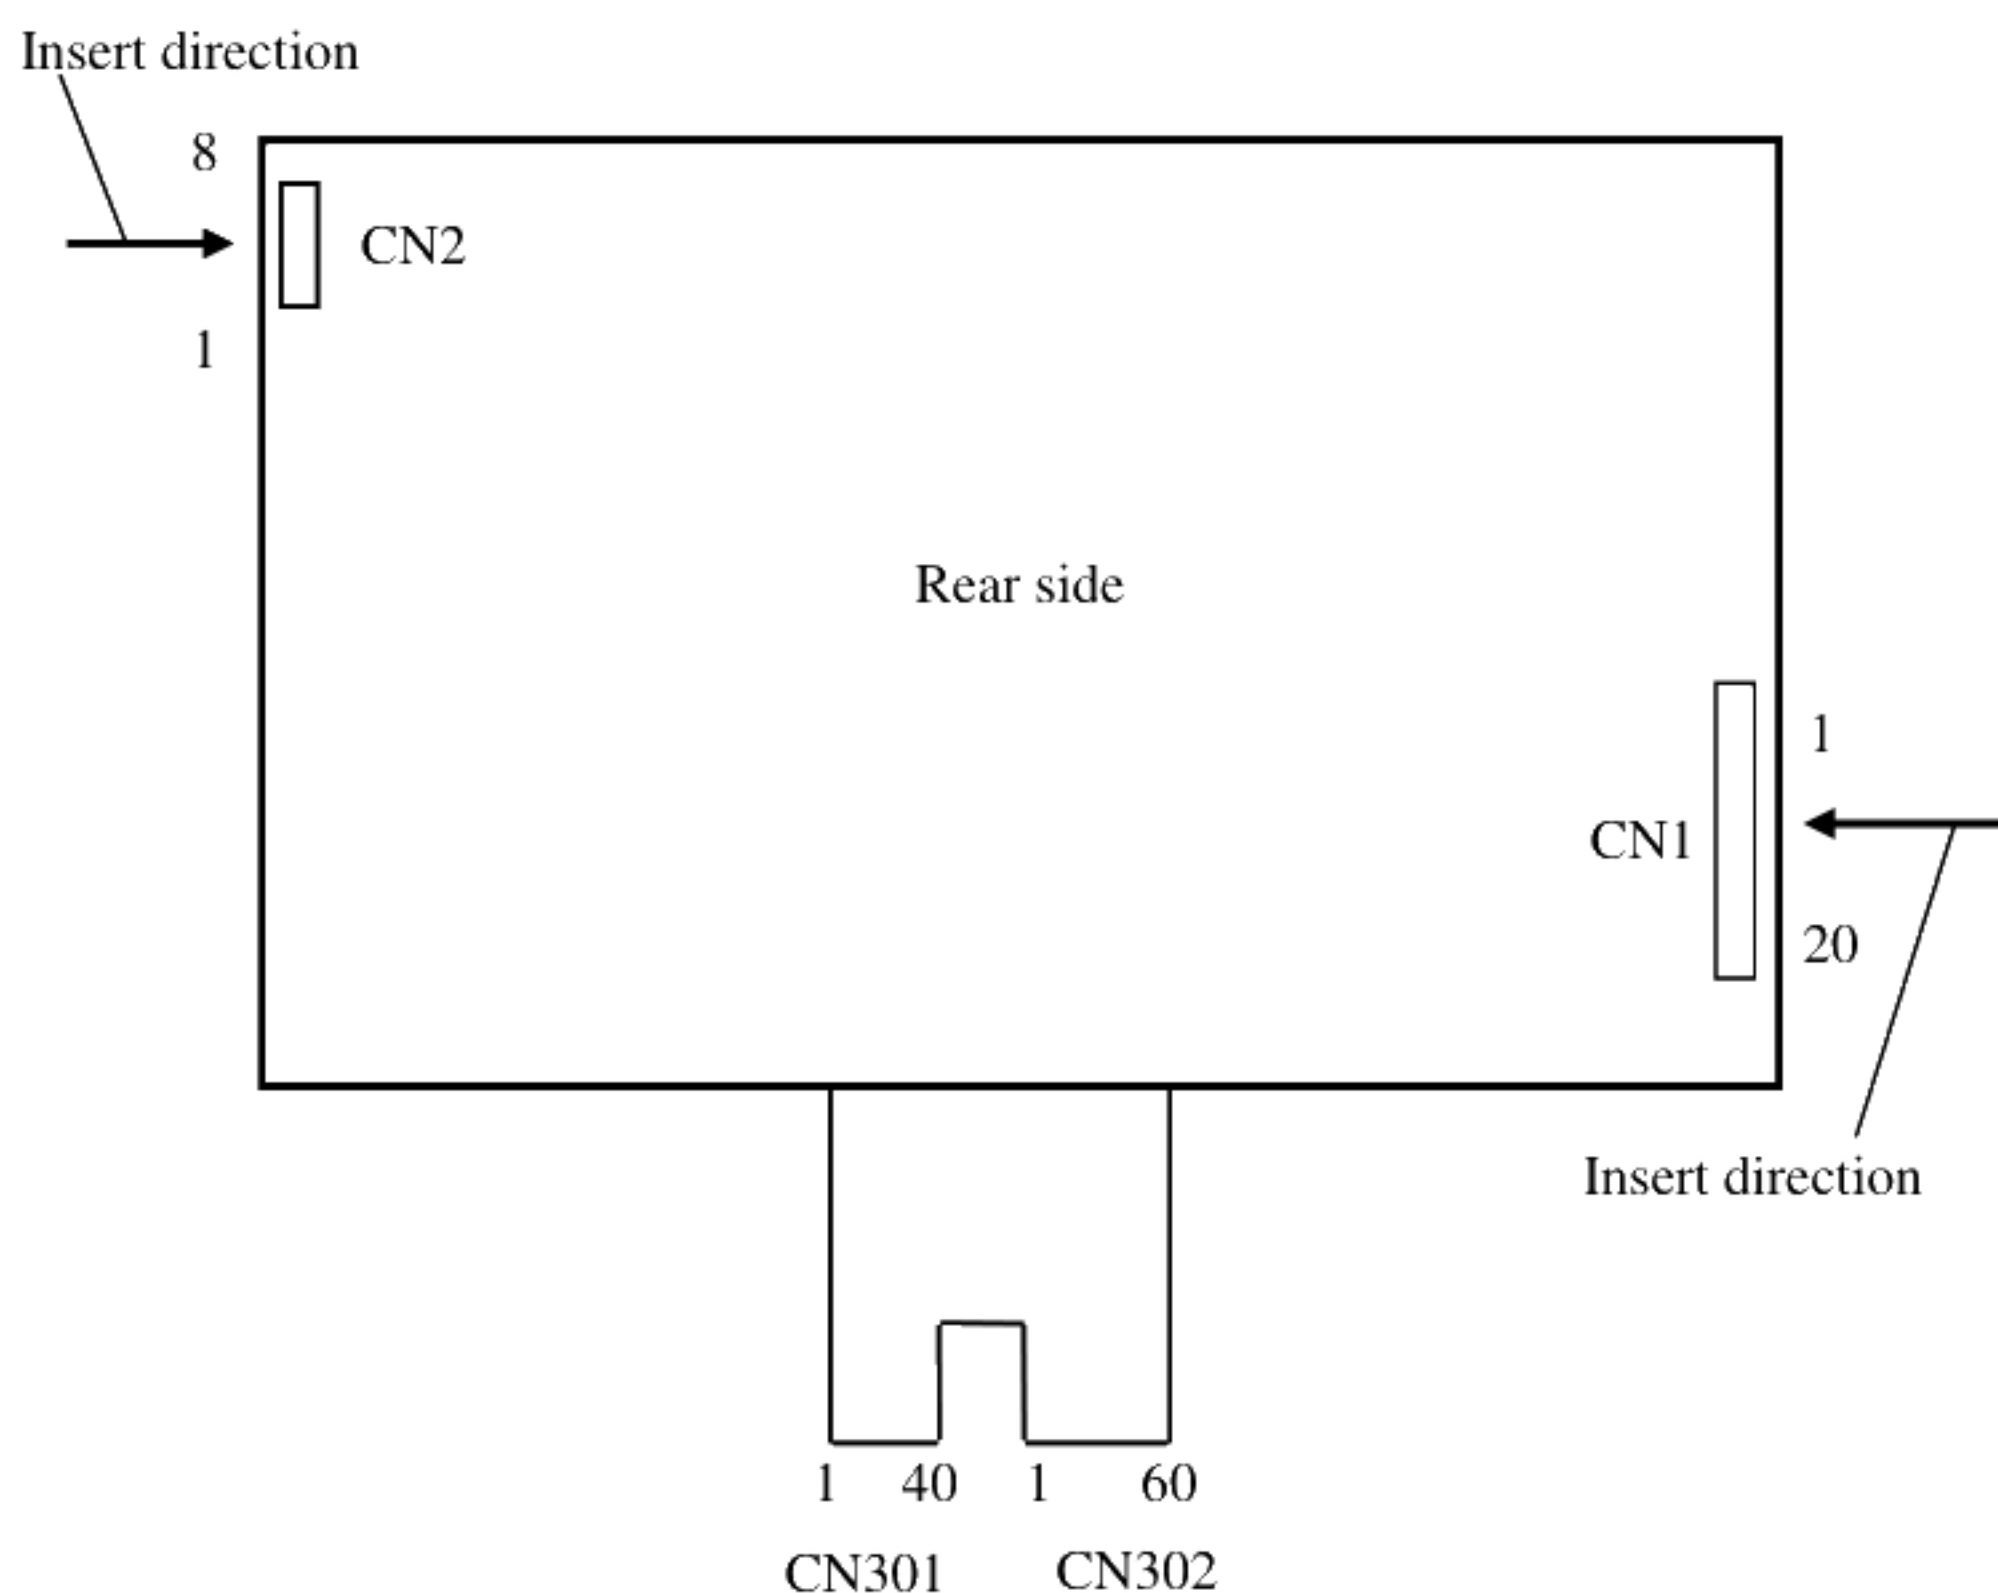 Insert direction
8
CN2
1
Rear side
1
CN1
20
Insert direction
1 40 1 60
CN301 CN302